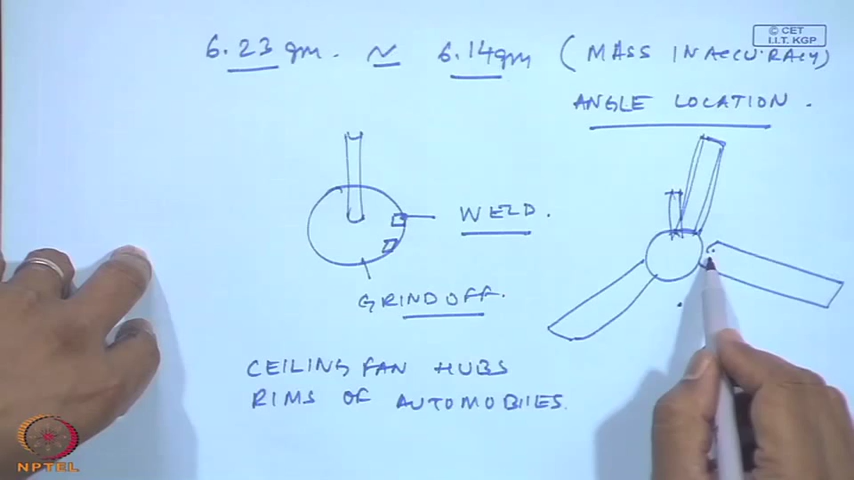 © CET
I.I.T. KGP
6.23 gm. ~ 6.14gm (MASS INACCURACY)
ANGLE LOCATION.
WELD.
GRINDOFF.
CEILING FAN HUBS
RIMS OF AUTOMOBILES.
NPTEL